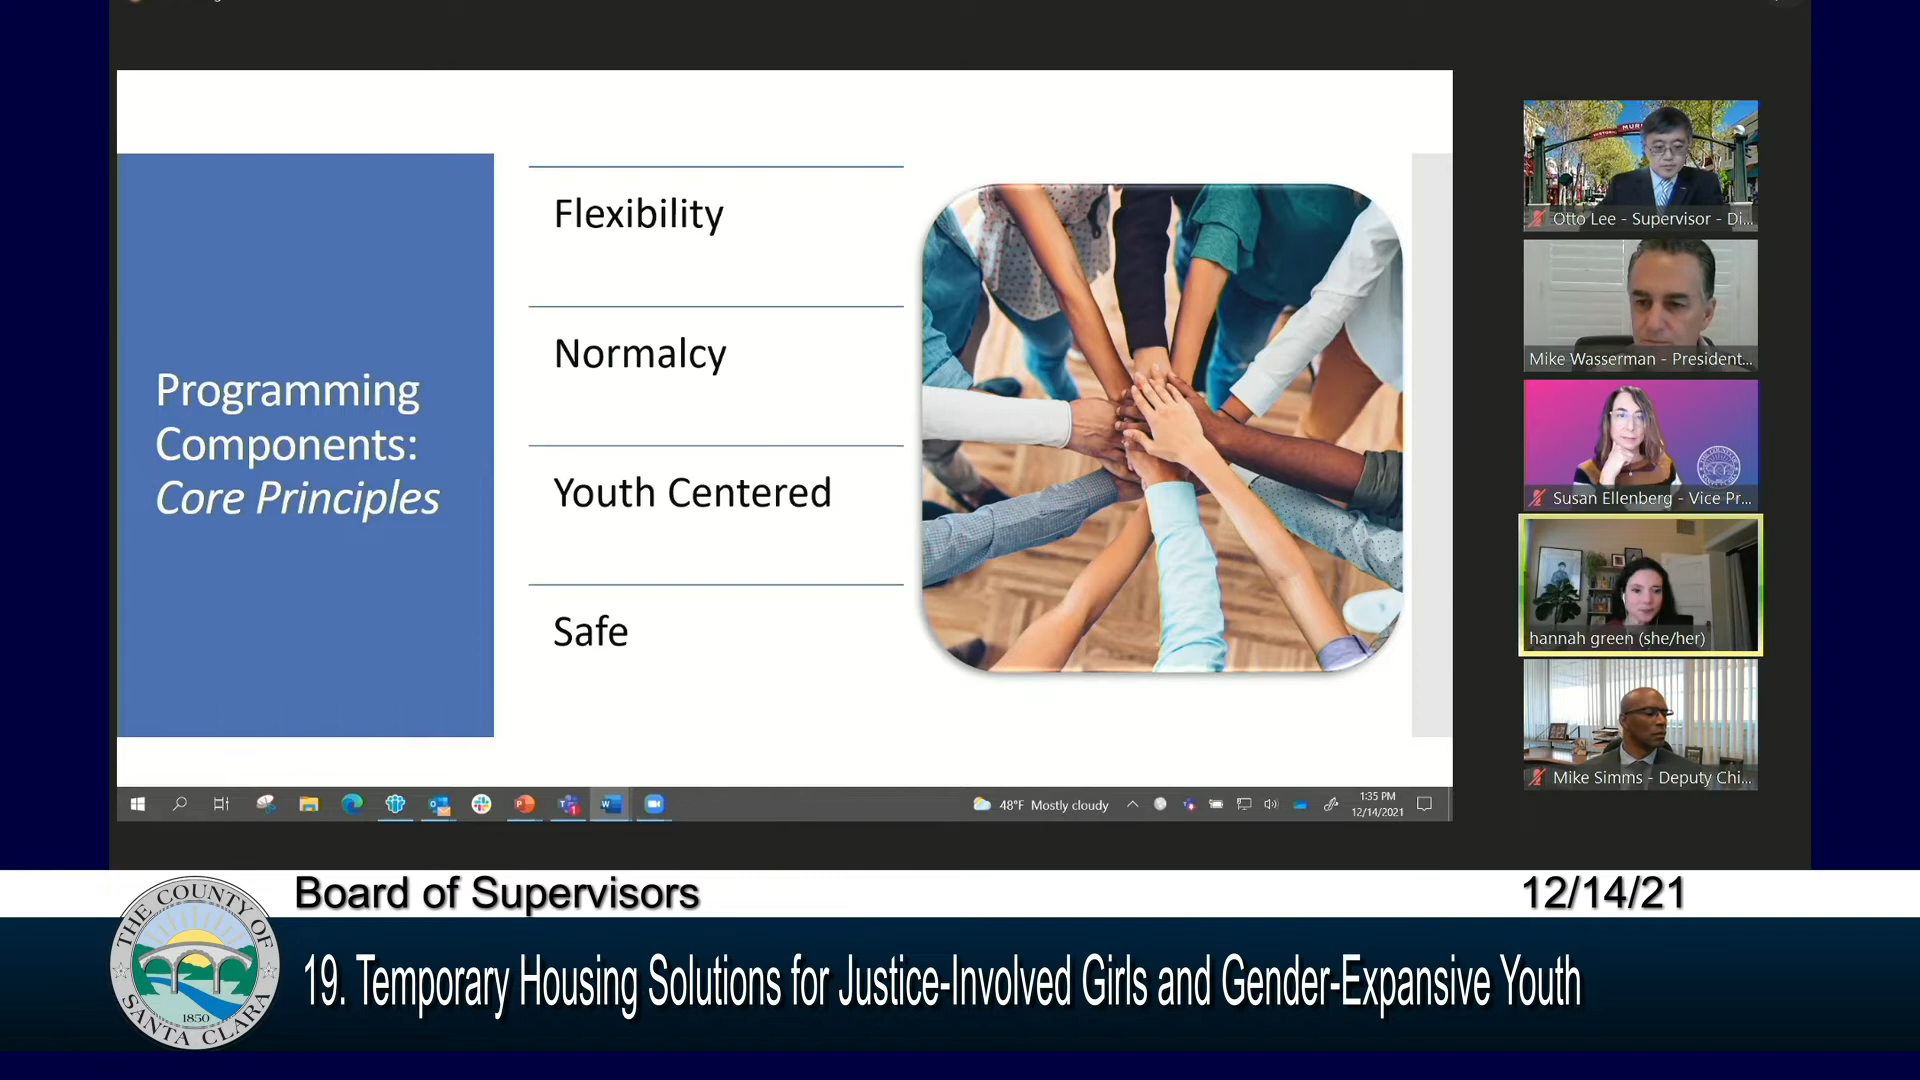 Programming
Components:
Core Principles
Flexibility
Normalcy
Youth Centered
Safe
Otto Lee - Supervisor - Di...
Mike Wasserman - President...
THE COUNTY OF
Susan Ellenberg - Vice Pr...
hannah green (she/her)
Mike Simms - Deputy Chi...
48°F Mostly cloudy
1:35 PM
12/14/2021
Board of Supervisors
12/14/21
THE COUNTY OF
SANTA CLARA
1850
19. Temporary Housing Solutions for Justice-Involved Girls and Gender-Expansive Youth